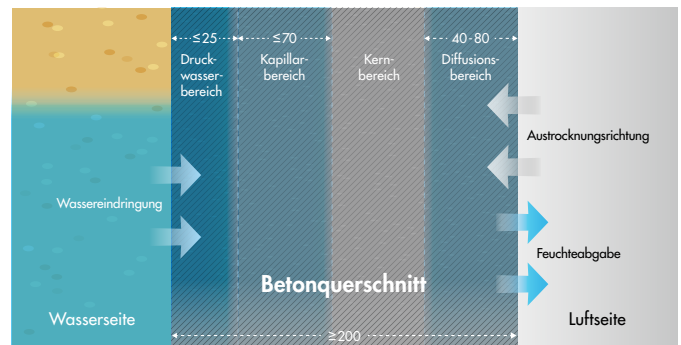 ≤25
≤70
40-80
Druck-
wasser-
bereich
Kapillar-
bereich
Kern-
bereich
Diffusions-
bereich
Austrocknungsrichtung
Wassereindringung
Feuchteabgabe
Betonquerschnitt
Wasserseite
Luftseite
≥200